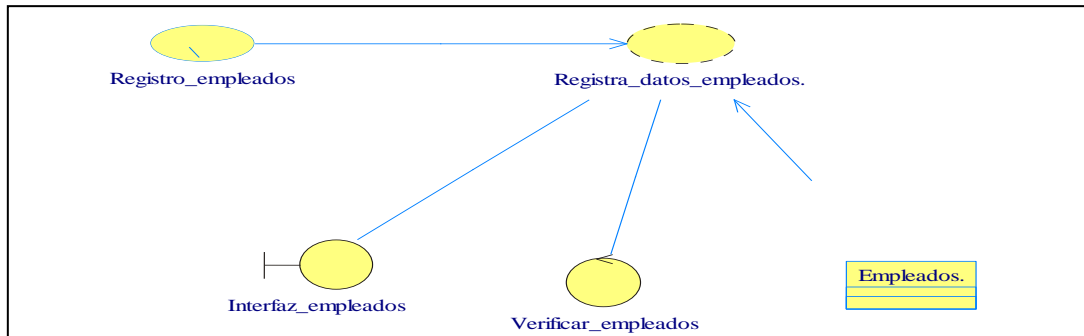 Registro_empleados
Registra_datos_empleados.
Interfaz_empleados
Verificar_empleados
Empleados.